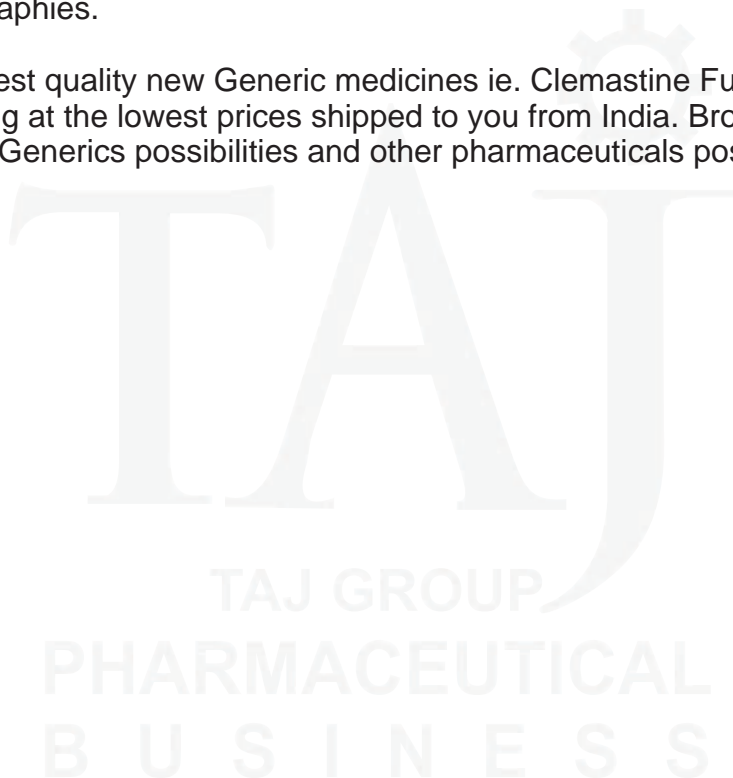 aphies.
est quality new Generic medicines ie. Clemastine Fu
g at the lowest prices shipped to you from India. Bro
Generics possibilities and other pharmaceuticals pos
TAJ
TAJ GROUP
PHARMACEUTICAL
BUSINESS